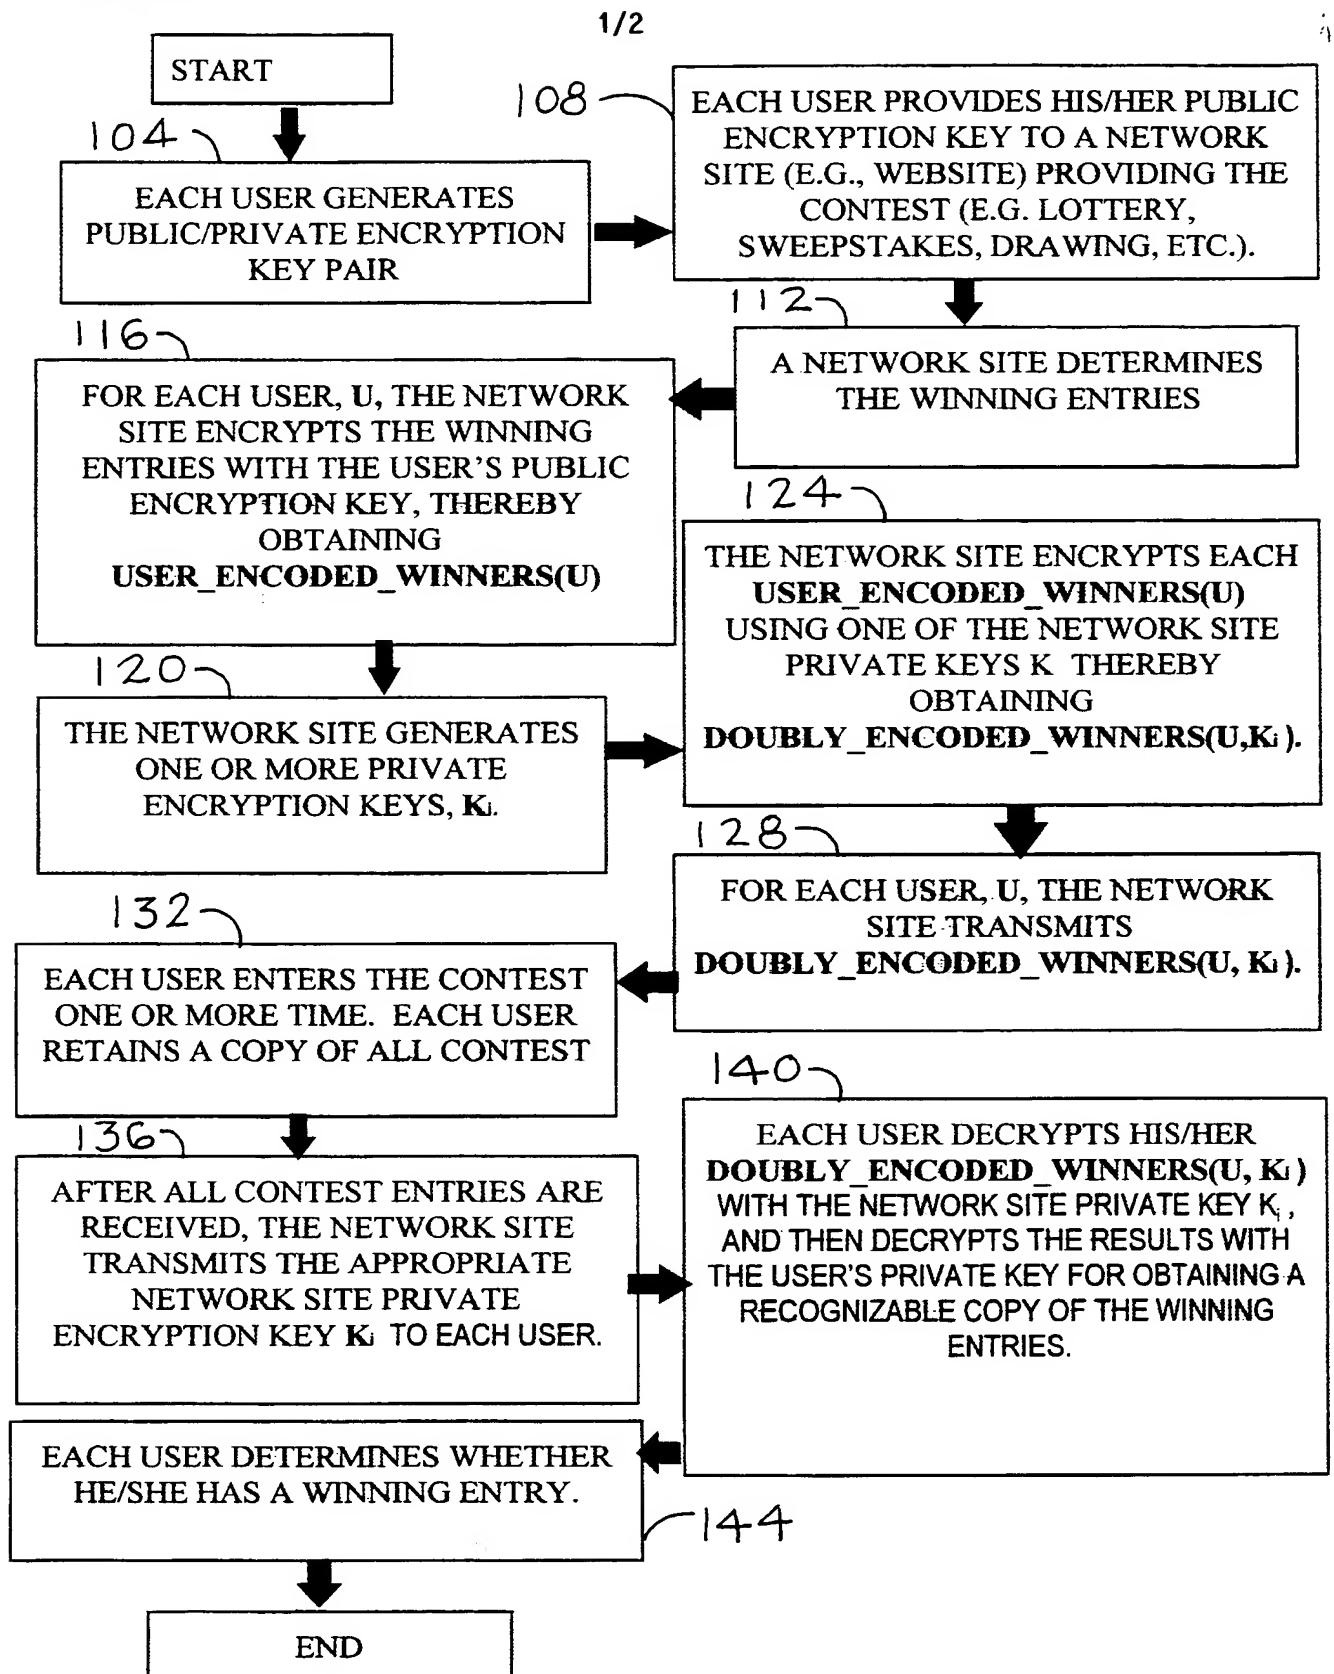 1/2
START
104
EACH USER GENERATES
PUBLIC/PRIVATE ENCRYPTION
KEY PAIR
108
EACH USER PROVIDES HIS/HER PUBLIC
ENCRYPTION KEY TO A NETWORK
SITE (E.G., WEBSITE) PROVIDING THE
CONTEST (E.G. LOTTERY,
SWEEPSTAKES, DRAWING, ETC.).
112
A NETWORK SITE DETERMINES
THE WINNING ENTRIES
116
FOR EACH USER, U, THE NETWORK
SITE ENCRYPTS THE WINNING
ENTRIES WITH THE USER'S PUBLIC
ENCRYPTION KEY, THEREBY
OBTAINING
USER_ENCODED_WINNERS(U)
120
THE NETWORK SITE GENERATES
ONE OR MORE PRIVATE
ENCRYPTION KEYS, Ki.
124
THE NETWORK SITE ENCRYPTS EACH
USER_ENCODED_WINNERS(U)
USING ONE OF THE NETWORK SITE
PRIVATE KEYS K THEREBY
OBTAINING
DOUBLY_ENCODED_WINNERS(U,Ki).
128
FOR EACH USER, U, THE NETWORK
SITE TRANSMITS
DOUBLY_ENCODED_WINNERS(U, Ki).
132
EACH USER ENTERS THE CONTEST
ONE OR MORE TIME. EACH USER
RETAINS A COPY OF ALL CONTEST
136
AFTER ALL CONTEST ENTRIES ARE
RECEIVED, THE NETWORK SITE
TRANSMITS THE APPROPRIATE
NETWORK SITE PRIVATE
ENCRYPTION KEY Ki TO EACH USER.
140
EACH USER DECRYPTS HIS/HER
DOUBLY_ENCODED_WINNERS(U, Ki)
WITH THE NETWORK SITE PRIVATE KEY Ki,
AND THEN DECRYPTS THE RESULTS WITH
THE USER'S PRIVATE KEY FOR OBTAINING A
RECOGNIZABLE COPY OF THE WINNING
ENTRIES.
EACH USER DETERMINES WHETHER
HE/SHE HAS A WINNING ENTRY.
144
END